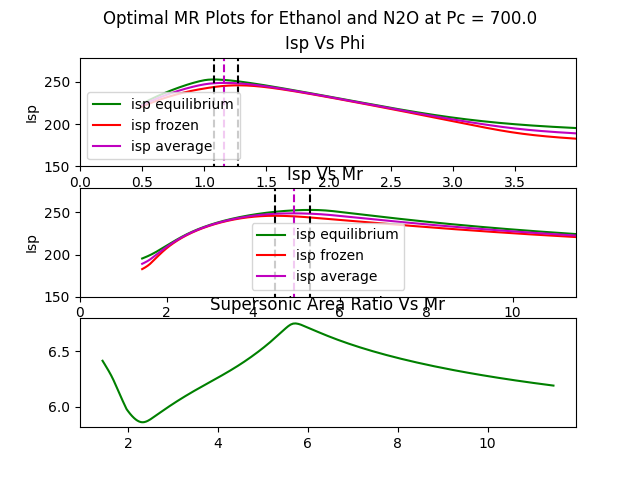 Optimal MR Plots for Ethanol and N2O at Pc = 700.0
Isp Vs Phi
Isp
250
200
150
isp equilibrium
isp frozen
isp average
0.0 0.5 1.0 1.5 2.0 2.5 3.0 3.5
Isp Vs Mr
Isp
250
200
150
isp equilibrium
isp frozen
isp average
0 2 4 6 8 10
Supersonic Area Ratio Vs Mr
6.5
6.0
2 4 6 8 10